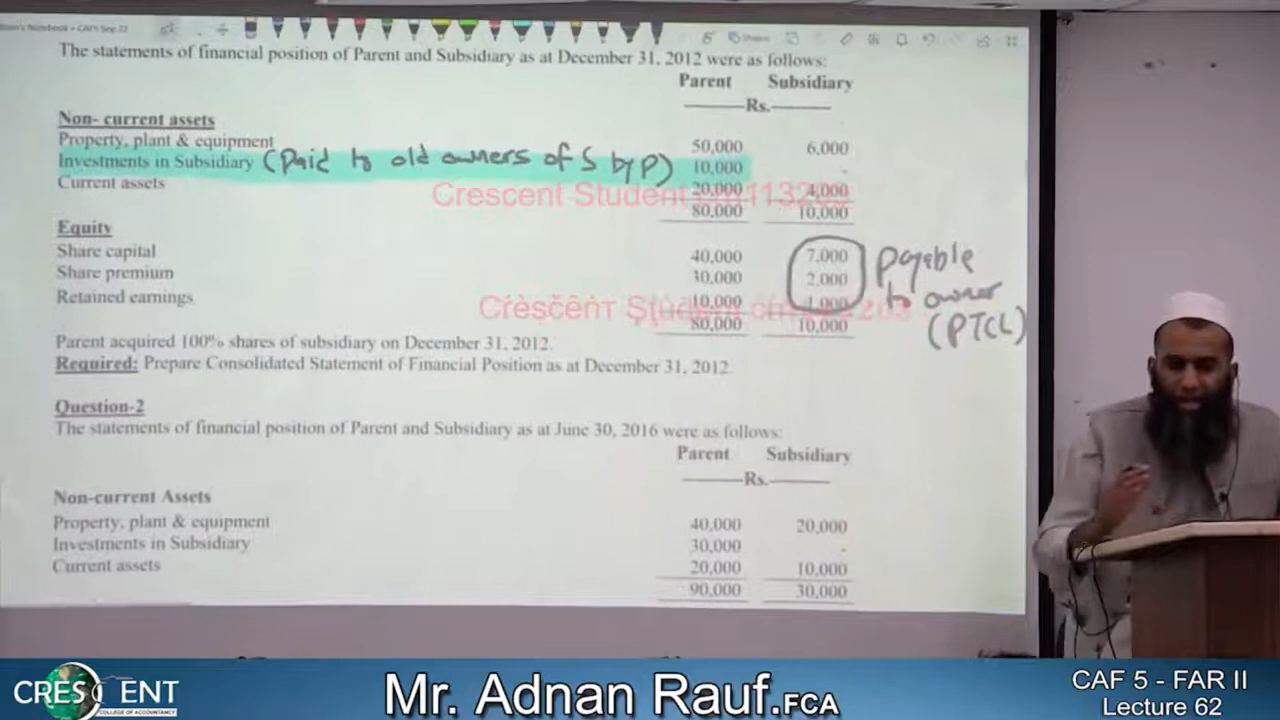 The statements of financial position of Parent and Subsidiary as at December 31, 2012 were as follows:
Parent Subsidiary
Rs.
Non- current assets
Property, plant & equipment 50,000 6,000
Investments in Subsidiary (Paid to old owners of S by P) 10,000 -
Current assets 20,000 4,000
80,000 10,000
Crescent Student cm113203
Equity
Share capital 40,000 7,000
Share premium 30,000 2,000
Retained earnings 10,000 1,000
80,000 10,000
Payable
to owner
(PTCL)
Parent acquired 100% shares of subsidiary on December 31, 2012.
Required: Prepare Consolidated Statement of Financial Position as at December 31, 2012.
Question-2
The statements of financial position of Parent and Subsidiary as at June 30, 2016 were as follows:
Parent Subsidiary
Rs.
Non-current Assets
Property, plant & equipment 40,000 20,000
Investments in Subsidiary 30,000 -
Current assets 20,000 10,000
90,000 30,000
CRESCENT
COLLEGE OF ACCOUNTANCY
Mr. Adnan Rauf.FCA
CAF 5 - FAR II
Lecture 62